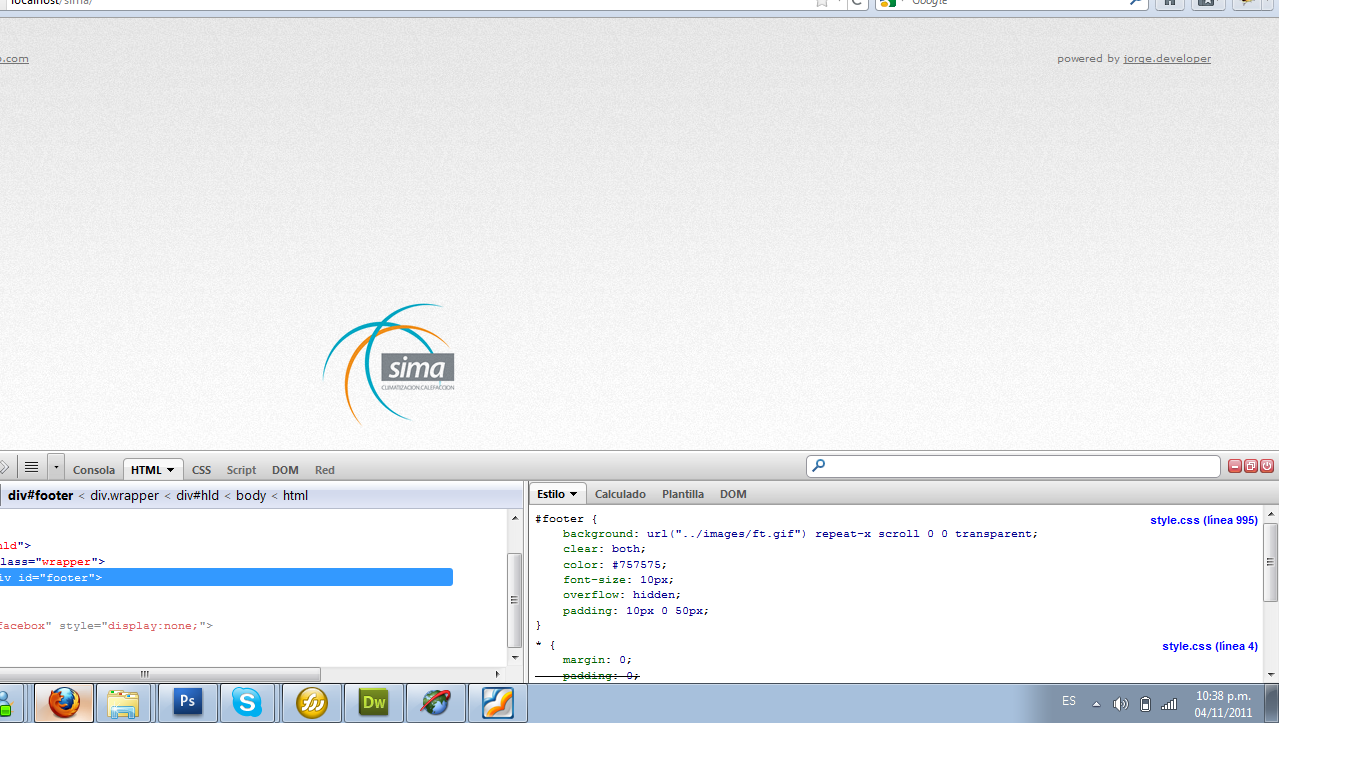 localhost/sima/
Google
o.com
powered by jorge.developer
sima
CLIMATIZACION.CALEFACCION
Consola HTML CSS Script DOM Red
div#footer < div.wrapper < div#hld < body < html
Estilo Calculado Plantilla DOM
hld">
class="wrapper">
iv id="footer">
facebox" style="display:none;">
#footer {
style.css (línea 995)
background: url("../images/ft.gif") repeat-x scroll 0 0 transparent;
clear: both;
color: #757575;
font-size: 10px;
overflow: hidden;
padding: 10px 0 50px;
}
* {
style.css (línea 4)
margin: 0;
padding: 0;
Ps
Dw
ES
10:38 p.m.
04/11/2011